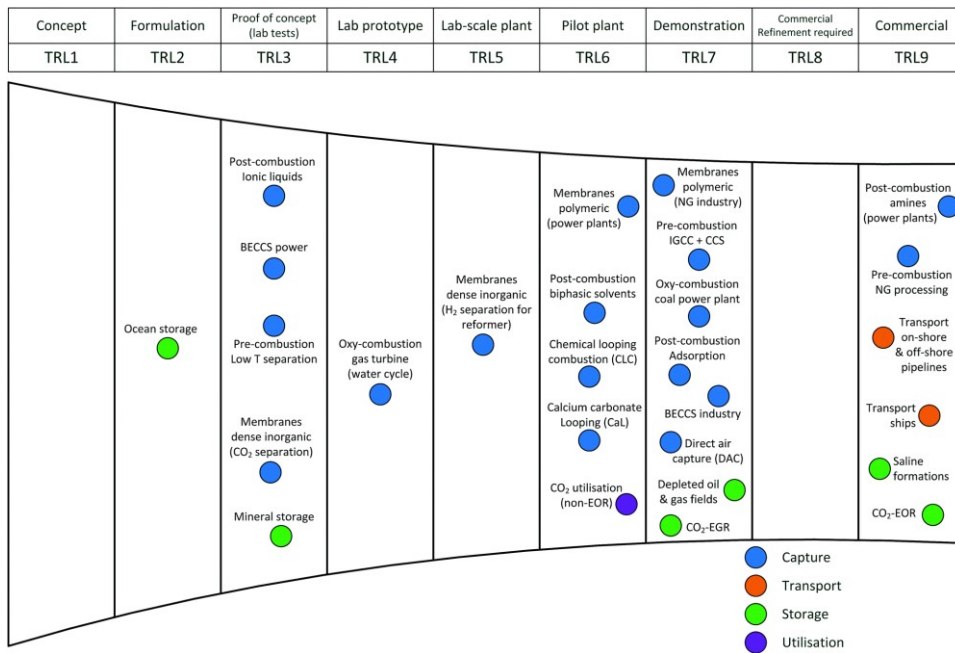 Concept
Formulation
Proof of concept
(lab tests)
Lab prototype
Lab-scale plant
Pilot plant
Demonstration
Commercial
Refinement required
Commercial
TRL1
TRL2
TRL3
TRL4
TRL5
TRL6
TRL7
TRL8
TRL9
Ocean storage
Post-combustion
Ionic liquids
BECCS power
Pre-combustion
Low T separation
Membranes
dense inorganic
(CO₂ separation)
Mineral storage
Oxy-combustion
gas turbine
(water cycle)
Membranes
dense inorganic
(H₂ separation for
reformer)
Membranes
polymeric
(power plants)
Post-combustion
biphasic solvents
Chemical looping
combustion (CLC)
Calcium carbonate
Looping (CaL)
CO₂ utilisation
(non-EOR)
Membranes
polymeric
(NG industry)
Pre-combustion
IGCC + CCS
Oxy-combustion
coal power plant
Post-combustion
Adsorption
BECCS industry
Direct air
capture (DAC)
Depleted oil
& gas fields
CO₂-EGR
Post-combustion
amines
(power plants)
Pre-combustion
NG processing
Transport
on-shore
& off-shore
pipelines
Transport
ships
Saline
formations
CO₂-EOR
Capture
Transport
Storage
Utilisation